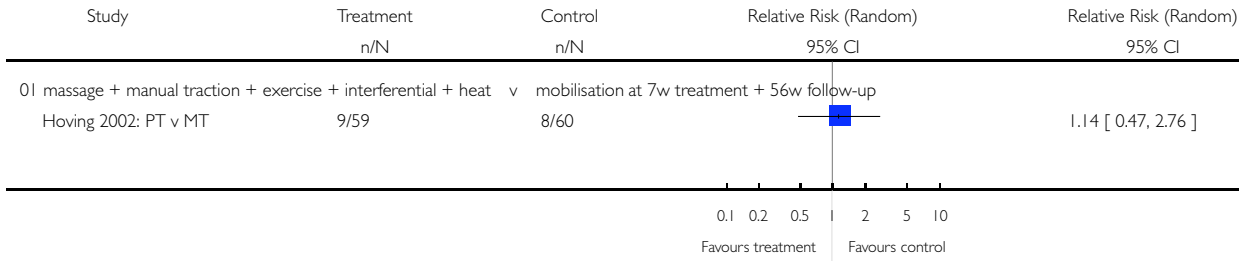 Study Treatment Control Relative Risk (Random) Relative Risk (Random)
n/N n/N 95% CI 95% CI
01 massage + manual traction + exercise + interferential + heat v mobilisation at 7w treatment + 56w follow-up
Hoving 2002: PT v MT 9/59 8/60 1.14 [ 0.47, 2.76 ]
0.1 0.2 0.5 1 2 5 10
Favours treatment Favours control